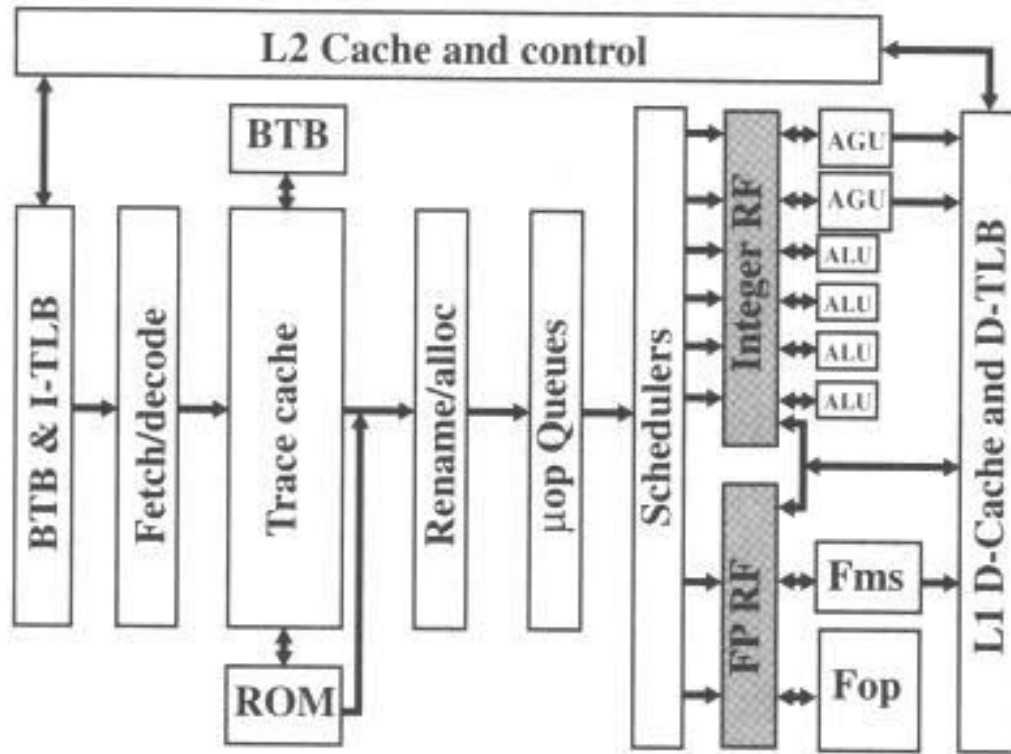 L2 Cache and control
BTB
BTB & I-TLB
Fetch/decode
Trace cache
ROM
Rename/alloc
μop Queues
Schedulers
Integer RF
FP RF
AGU
AGU
ALU
ALU
ALU
ALU
Fms
Fop
L1 D-Cache and D-TLB